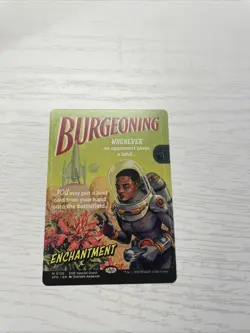 BURGEONING
WHENEVER
an opponent plays
a land...
YOU may put a land
card from your hand
onto the battlefield.
ENCHANTMENT